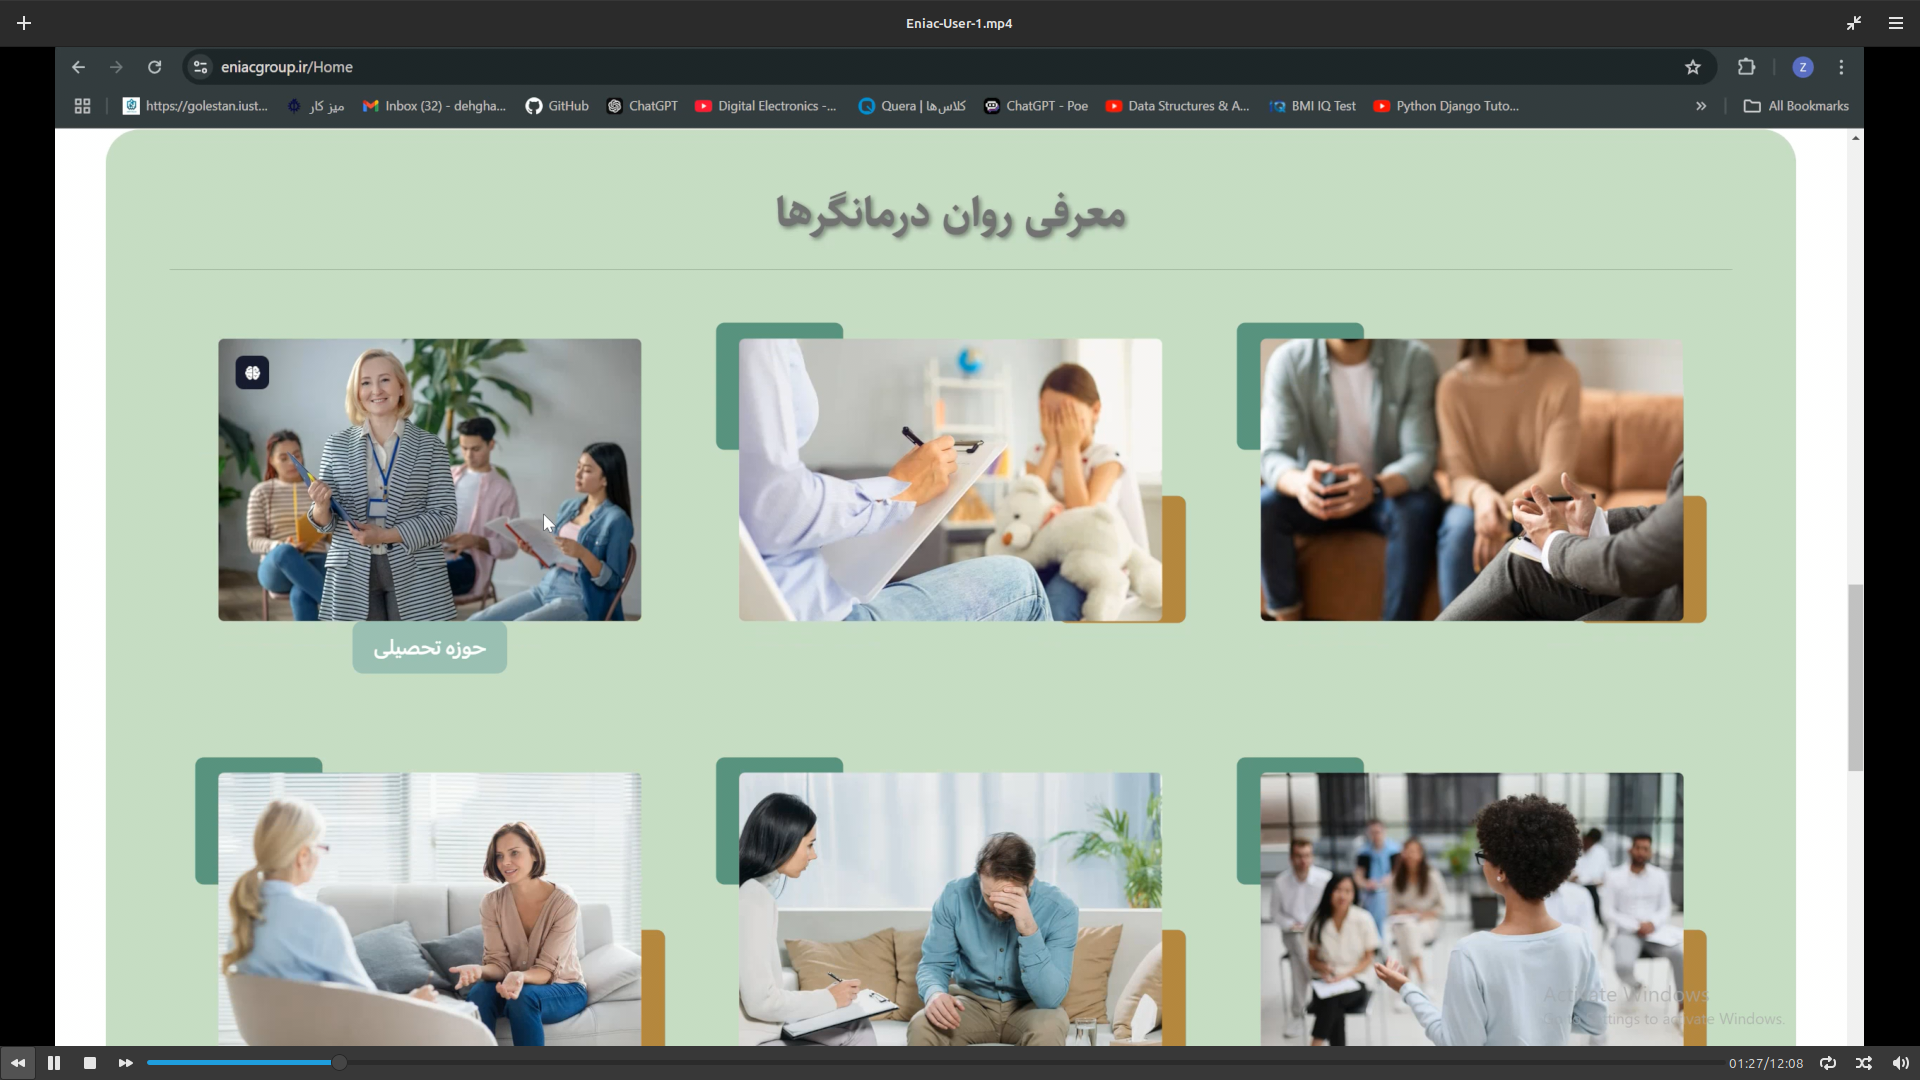 Eniac-User-1.mp4
eniacgroup.ir/Home
https://golestan.iust...
میز کار
Inbox (32) - dehgha...
GitHub
ChatGPT
Digital Electronics -...
Quera | کلاس‌ها
ChatGPT - Poe
Data Structures & A...
BMI IQ Test
Python Django Tuto...
»
All Bookmarks
Z
معرفی روان درمانگرها
حوزه تحصیلی
Activate Windows
Go to Settings to activate Windows.
01:27/12:08